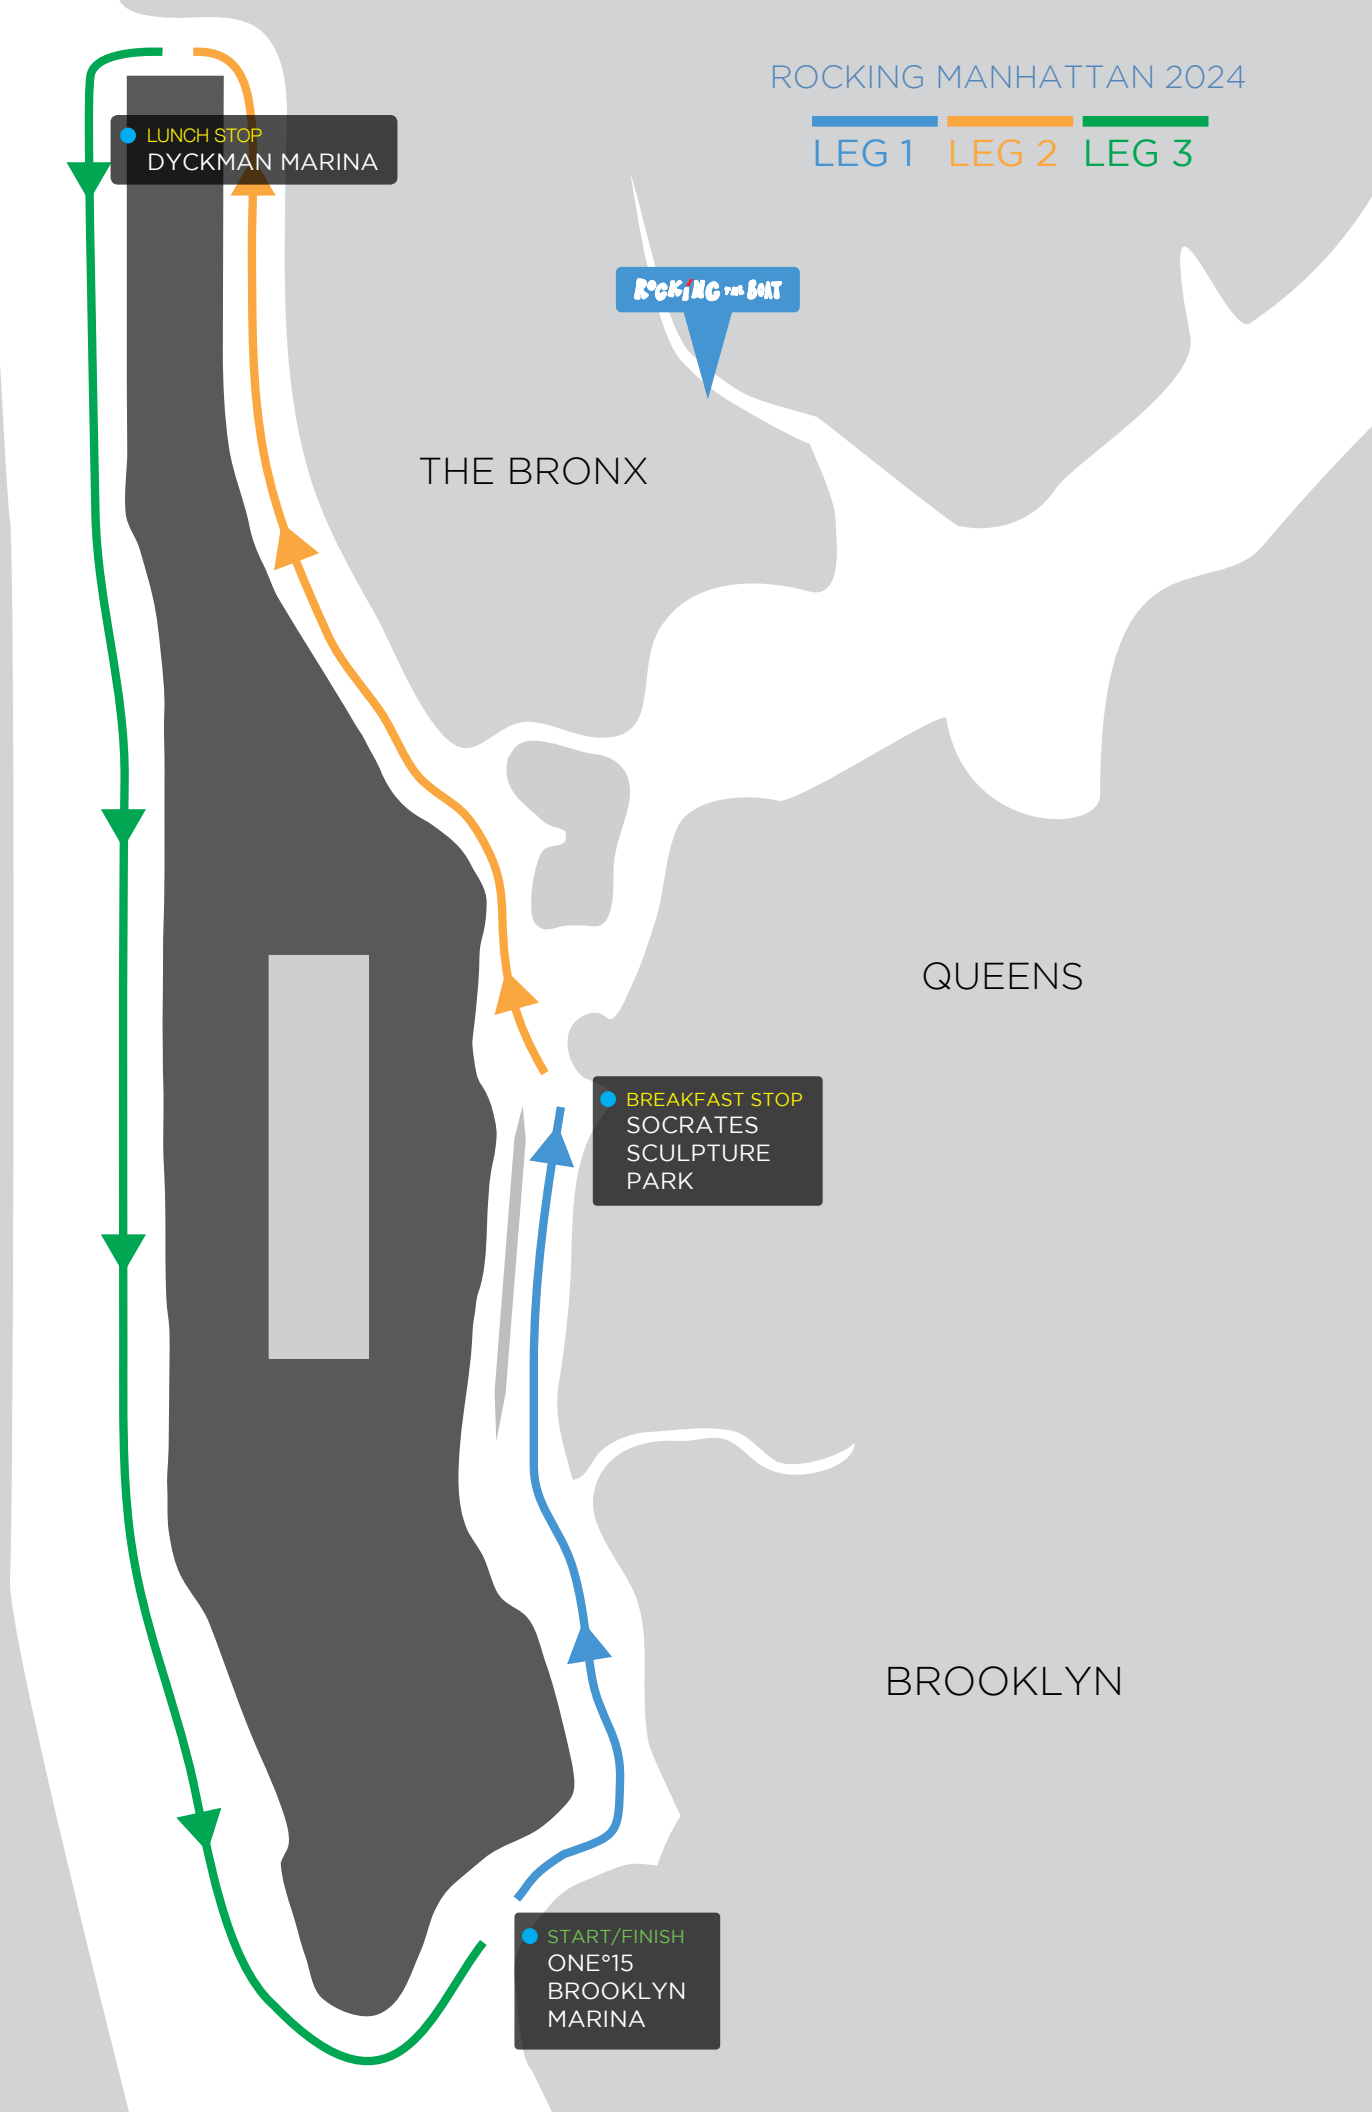 ROCKING MANHATTAN 2024
LEG 1 LEG 2 LEG 3
LUNCH STOP
DYCKMAN MARINA
ROCKING THE BOAT
THE BRONX
QUEENS
BREAKFAST STOP
SOCRATES
SCULPTURE
PARK
BROOKLYN
START/FINISH
ONE°15
BROOKLYN
MARINA